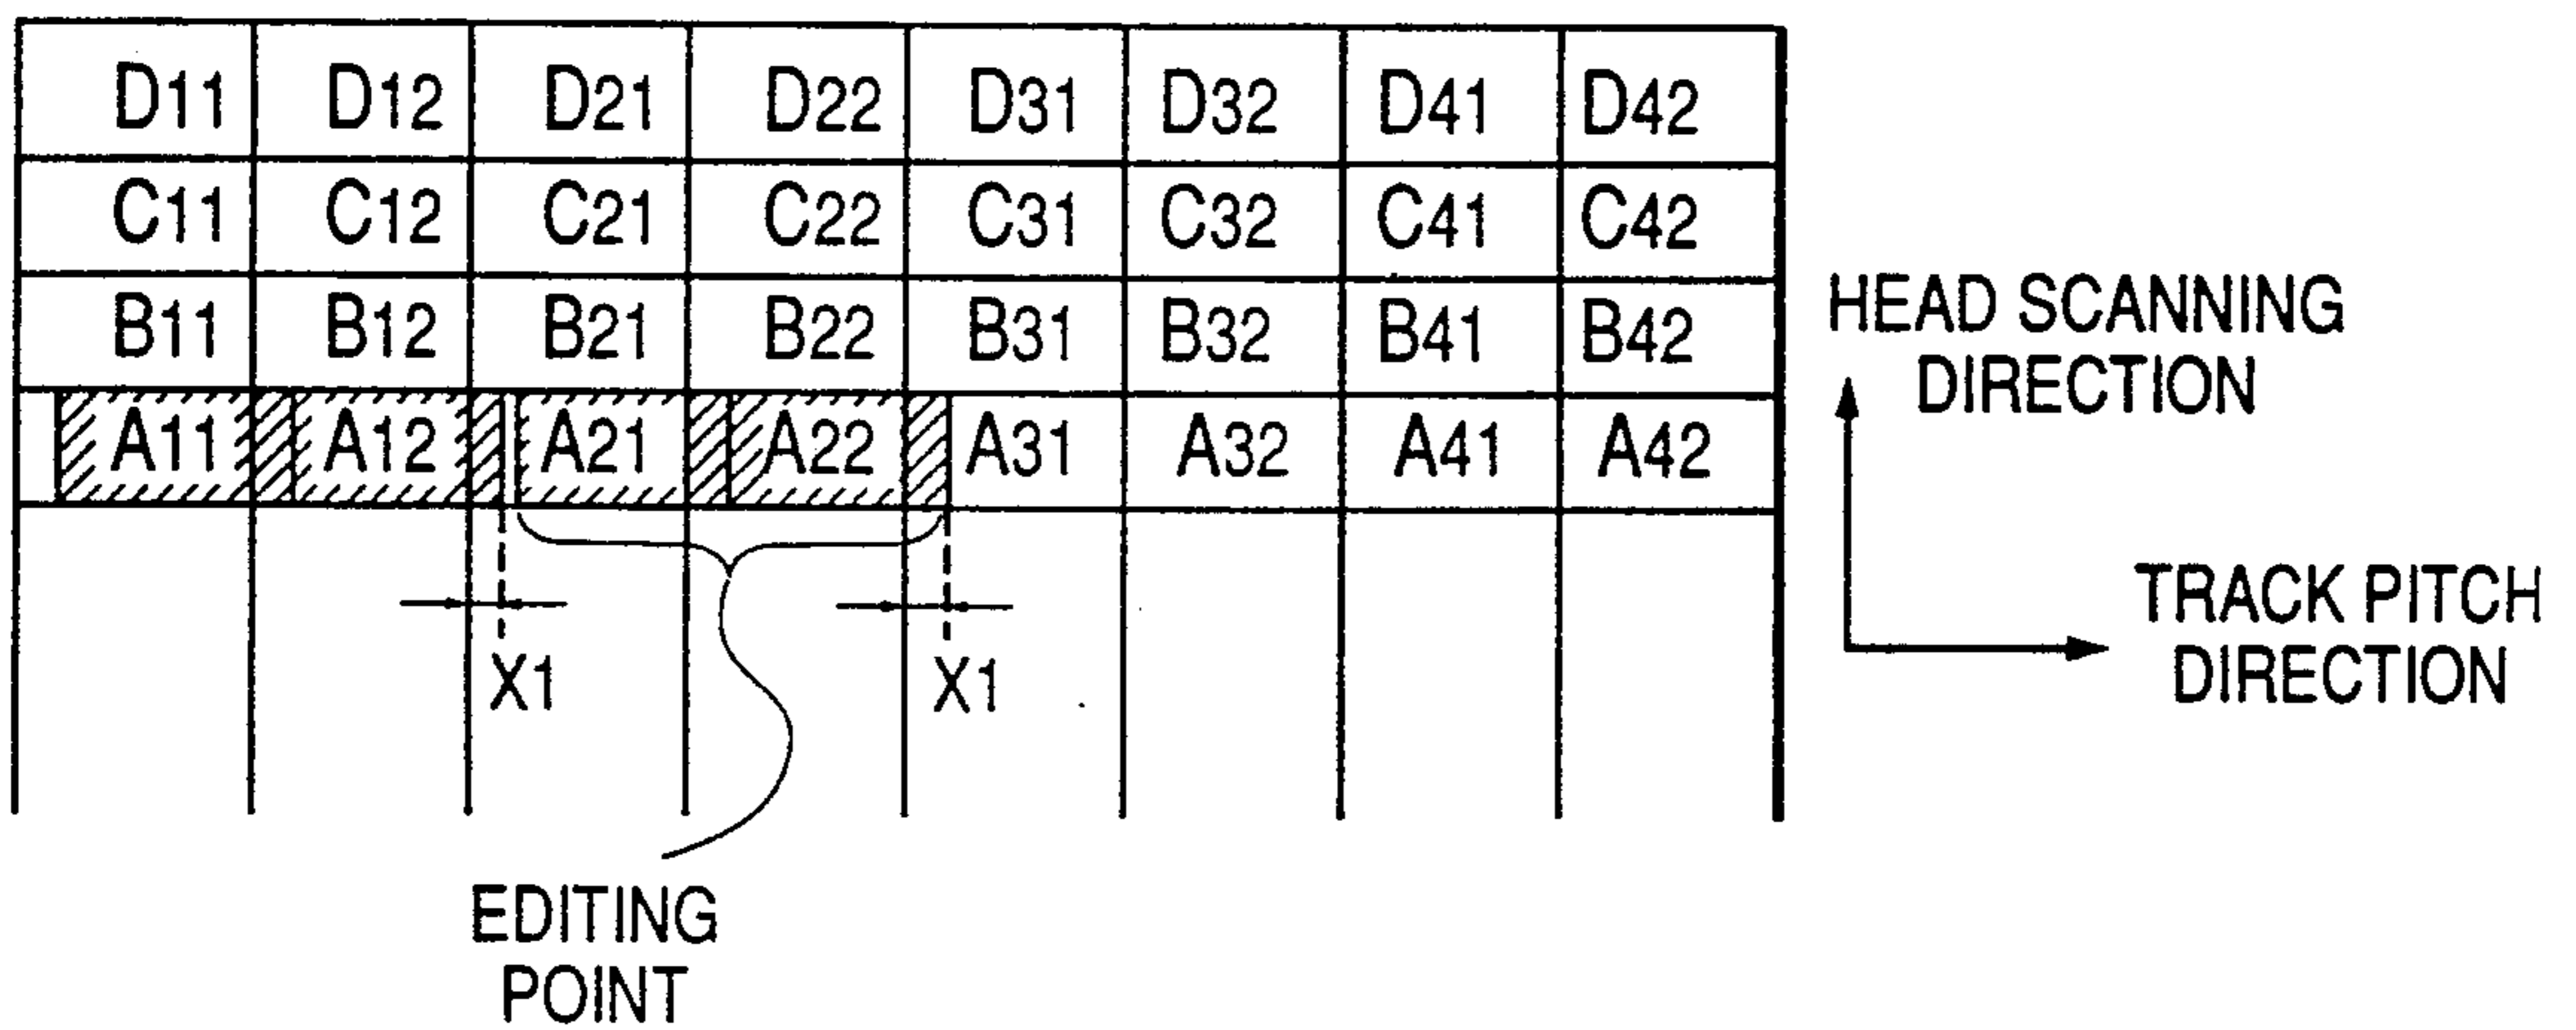 D11 D12 D21 D22 D31 D32 D41 D42
C11 C12 C21 C22 C31 C32 C41 C42
B11 B12 B21 B22 B31 B32 B41 B42
A11 A12 A21 A22 A31 A32 A41 A42
HEAD SCANNING
DIRECTION
TRACK PITCH
DIRECTION
X1 X1
EDITING
POINT